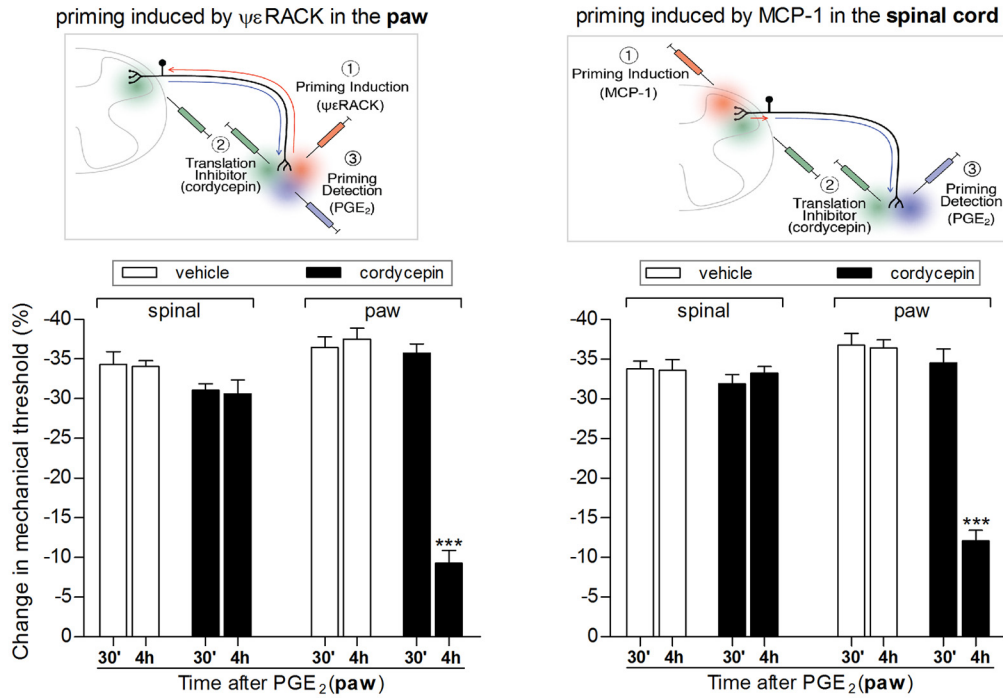 priming induced by ψεRACK in the paw
①
Priming Induction
(ψεRACK)
②
Translation
Inhibitor
(cordycepin)
③
Priming
Detection
(PGE₂)
vehicle
cordycepin
spinal
paw
Change in mechanical threshold (%)
-40
-35
-30
-25
-20
-15
-10
-5
0
***
30' 4h 30' 4h 30' 4h 30' 4h
Time after PGE₂(paw)
priming induced by MCP-1 in the spinal cord
①
Priming Induction
(MCP-1)
②
Translation
Inhibitor
(cordycepin)
③
Priming
Detection
(PGE₂)
vehicle
cordycepin
spinal
paw
-40
-35
-30
-25
-20
-15
-10
-5
0
***
30' 4h 30' 4h 30' 4h 30' 4h
Time after PGE₂(paw)